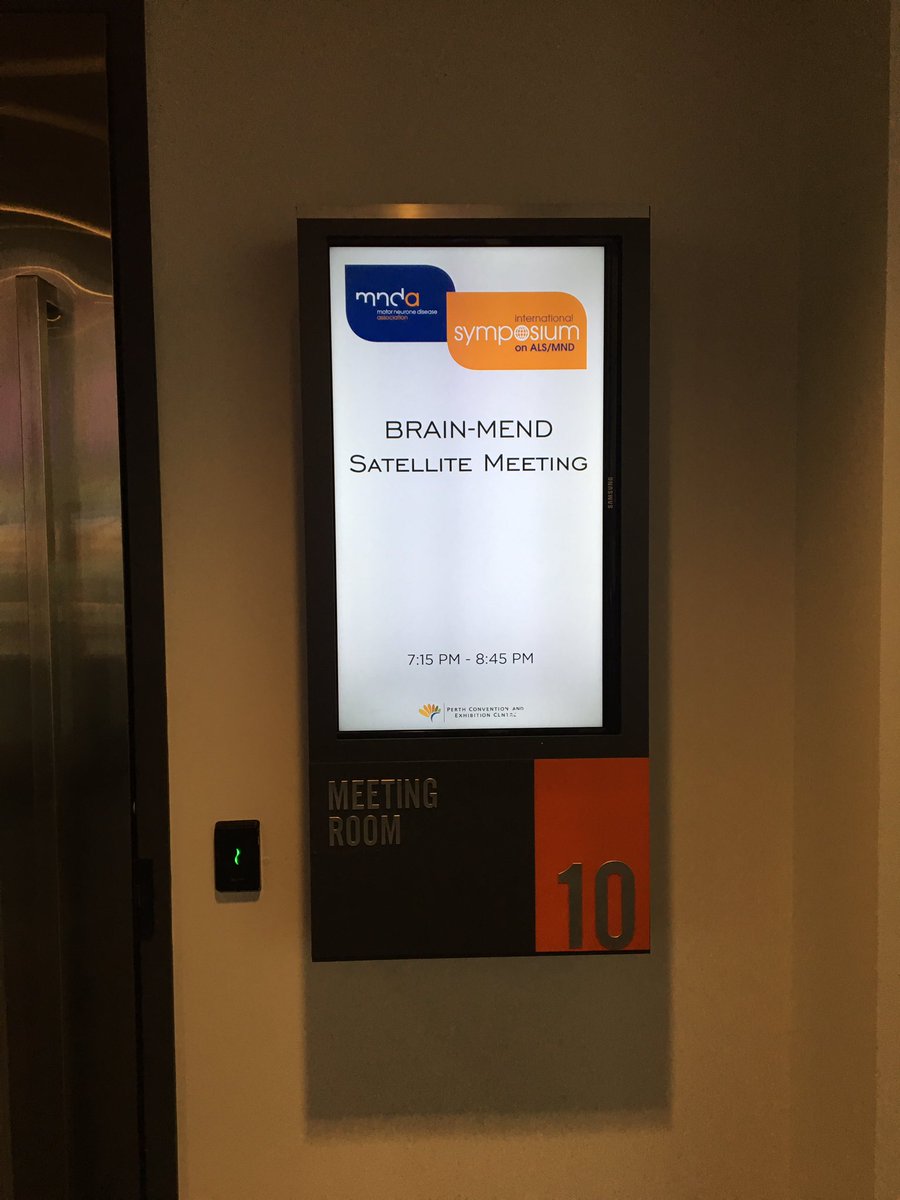 mnda
motor neurone disease
association
international
symposium
on ALS/MND
BRAIN-MEND
SATELLITE MEETING
SAMSUNG
7:15 PM - 8:45 PM
PERTH CONVENTION AND
EXHIBITION CENTRE
MEETING
ROOM
10